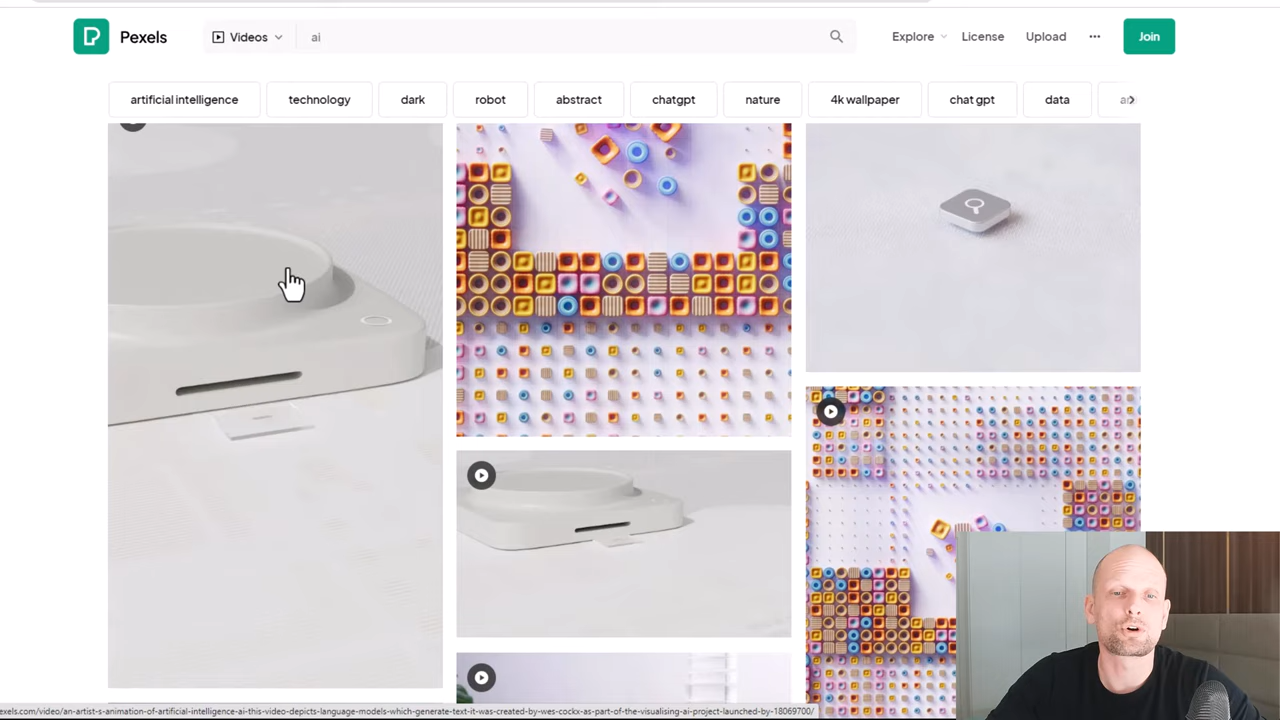 Pexels
Videos
ai
Explore
License
Upload
Join
artificial intelligence
technology
dark
robot
abstract
chatgpt
nature
4k wallpaper
chat gpt
data
exels.com/video/an-artist-s-animation-of-artificial-intelligence-ai-this-video-depicts-language-models-which-generate-text-it-was-created-by-wes-cockx-as-part-of-the-visualising-ai-project-launched-by-18069700/